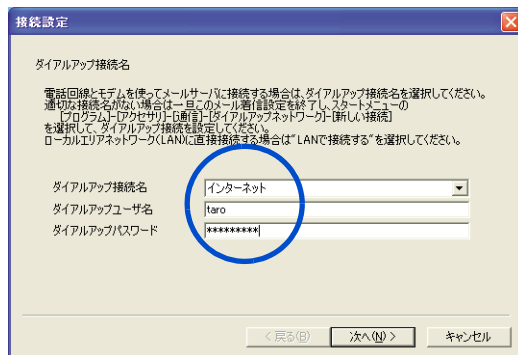 接続設定
ダイアルアップ接続名
電話回線とモデムを使ってメールサーバに接続する場合は、ダイアルアップ接続名を選択してください。
適切な接続名がない場合は一旦このメール着信設定を終了し、スタートメニューの
[プログラム]-[アクセサリ]-[通信]-[ダイアルアップネットワーク]-[新しい接続]
を選択して、ダイアルアップ接続を設定してください。
ローカルエリアネットワーク(LAN)に直接接続する場合は"LANで接続する"を選択してください。
ダイアルアップ接続名 インターネット
ダイアルアップユーザ名 taro
ダイアルアップパスワード *********
< 戻る(B) 次へ(N) > キャンセル